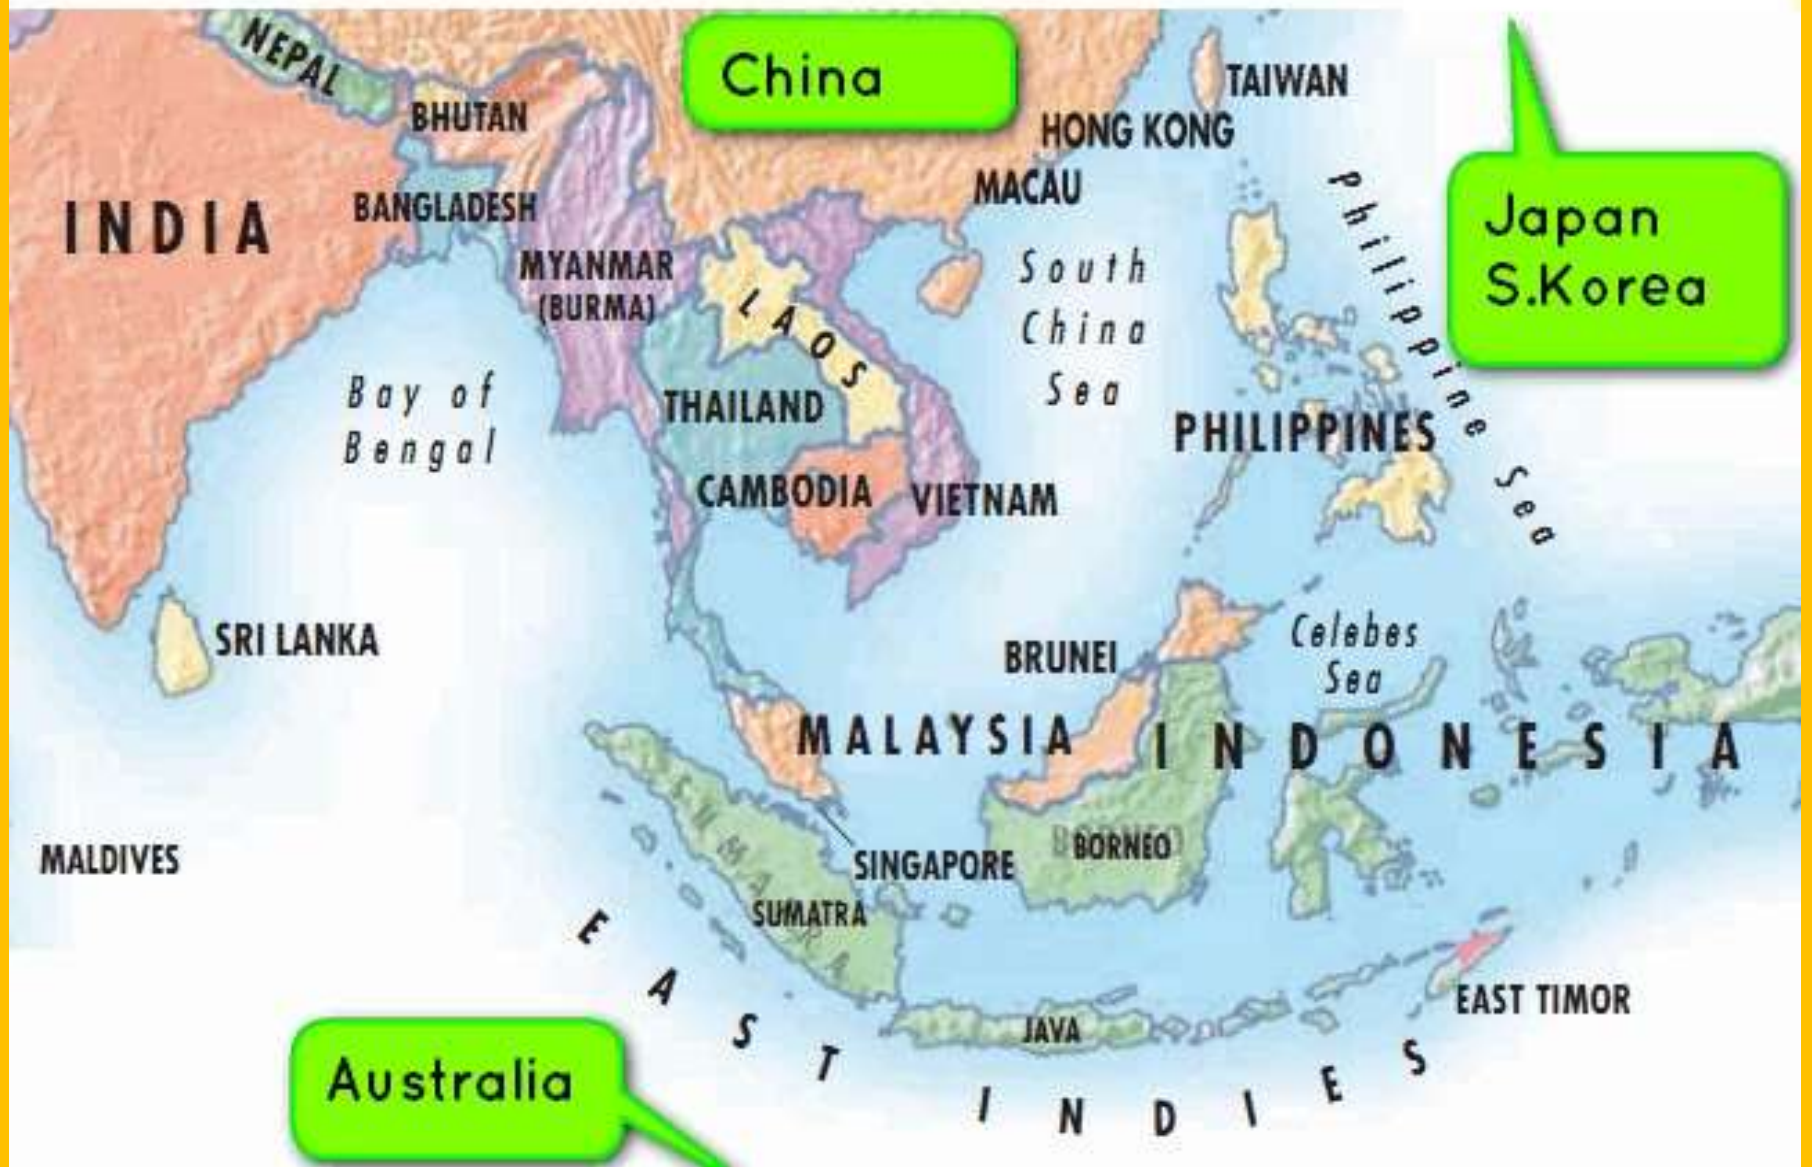 NEPAL
China
TAIWAN
BHUTAN
HONG KONG
MACAU
INDIA
BANGLADESH
Japan
S.Korea
MYANMAR
(BURMA)
LAOS
South
China
Sea
Philippine Sea
Bay of
Bengal
THAILAND
PHILIPPINES
CAMBODIA
VIETNAM
SRI LANKA
BRUNEI
Celebes
Sea
MALAYSIA
INDONESIA
SUMATRA
BORNEO
BORNEO
MALDIVES
SINGAPORE
SUMATRA
EAST INDIES
EAST TIMOR
JAVA
Australia